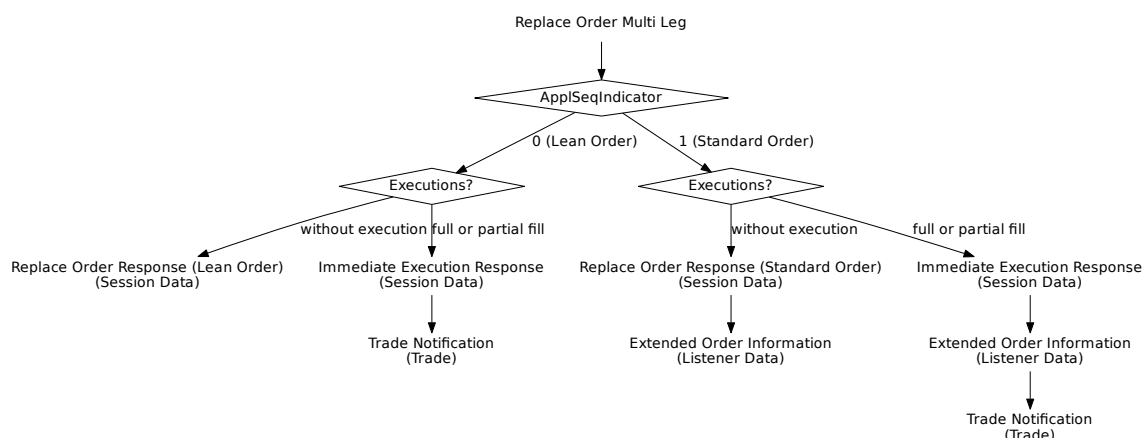 Replace Order Multi Leg
ApplSeqIndicator
0 (Lean Order)
1 (Standard Order)
Executions?
Executions?
without execution
full or partial fill
without execution
full or partial fill
Replace Order Response (Lean Order)
(Session Data)
Immediate Execution Response
(Session Data)
Replace Order Response (Standard Order)
(Session Data)
Immediate Execution Response
(Session Data)
Trade Notification
(Trade)
Extended Order Information
(Listener Data)
Extended Order Information
(Listener Data)
Trade Notification
(Trade)